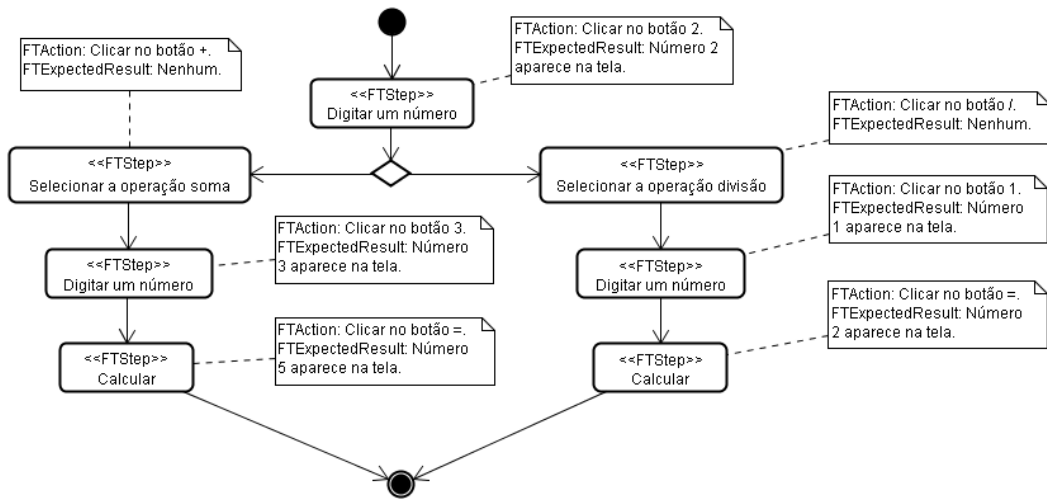 FTAction: Clicar no botão +.
FTExpectedResult: Nenhum.
FTAction: Clicar no botão 2.
FTExpectedResult: Número 2
aparece na tela.
<<FTStep>>
Digitar um número
FTAction: Clicar no botão /.
FTExpectedResult: Nenhum.
<<FTStep>>
Selecionar a operação soma
<<FTStep>>
Selecionar a operação divisão
FTAction: Clicar no botão 3.
FTExpectedResult: Número
3 aparece na tela.
FTAction: Clicar no botão 1.
FTExpectedResult: Número
1 aparece na tela.
<<FTStep>>
Digitar um número
<<FTStep>>
Digitar um número
FTAction: Clicar no botão =.
FTExpectedResult: Número
5 aparece na tela.
FTAction: Clicar no botão =.
FTExpectedResult: Número
2 aparece na tela.
<<FTStep>>
Calcular
<<FTStep>>
Calcular